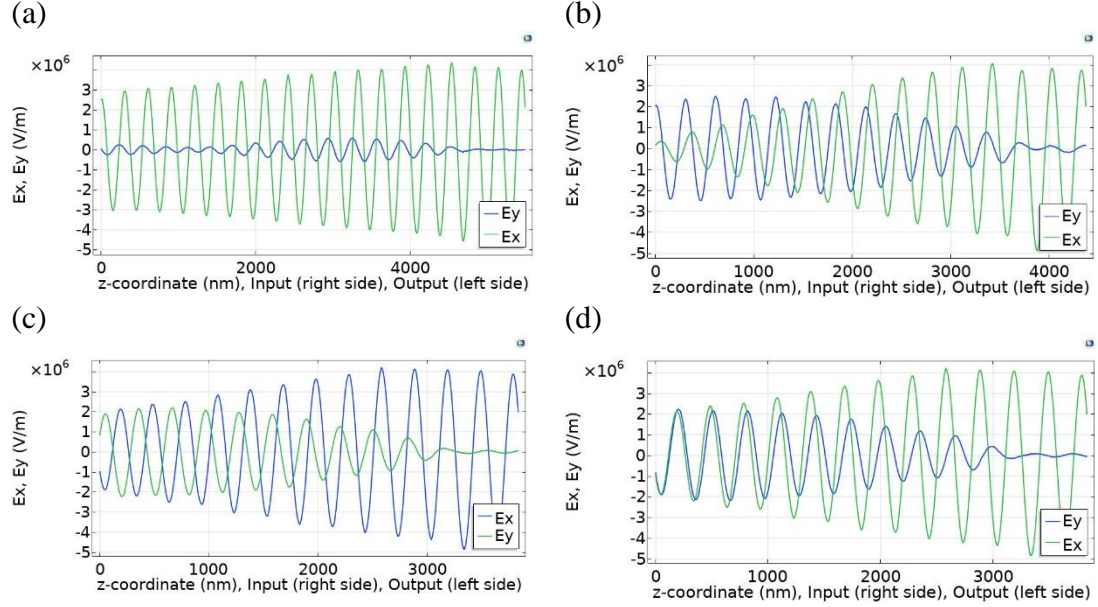 (a)
×10⁶
Ex, Ey (V/m)
3
2
1
0
-1
-2
-3
-4
-5
Ey
Ex
0
2000
4000
z-coordinate (nm), Input (right side), Output (left side)
(b)
×10⁶
Ex, Ey (V/m)
3
2
1
0
-1
-2
-3
-4
-5
Ey
Ex
0
1000
2000
3000
4000
z-coordinate (nm), Input (right side), Output (left side)
(c)
×10⁶
Ex, Ey (V/m)
3
2
1
0
-1
-2
-3
-4
-5
Ex
Ey
0
1000
2000
3000
z-coordinate (nm), Input (right side), Output (left side)
(d)
×10⁶
Ex, Ey (V/m)
3
2
1
0
-1
-2
-3
-4
-5
Ey
Ex
0
1000
2000
3000
z-coordinate (nm), Input (right side), Output (left side)